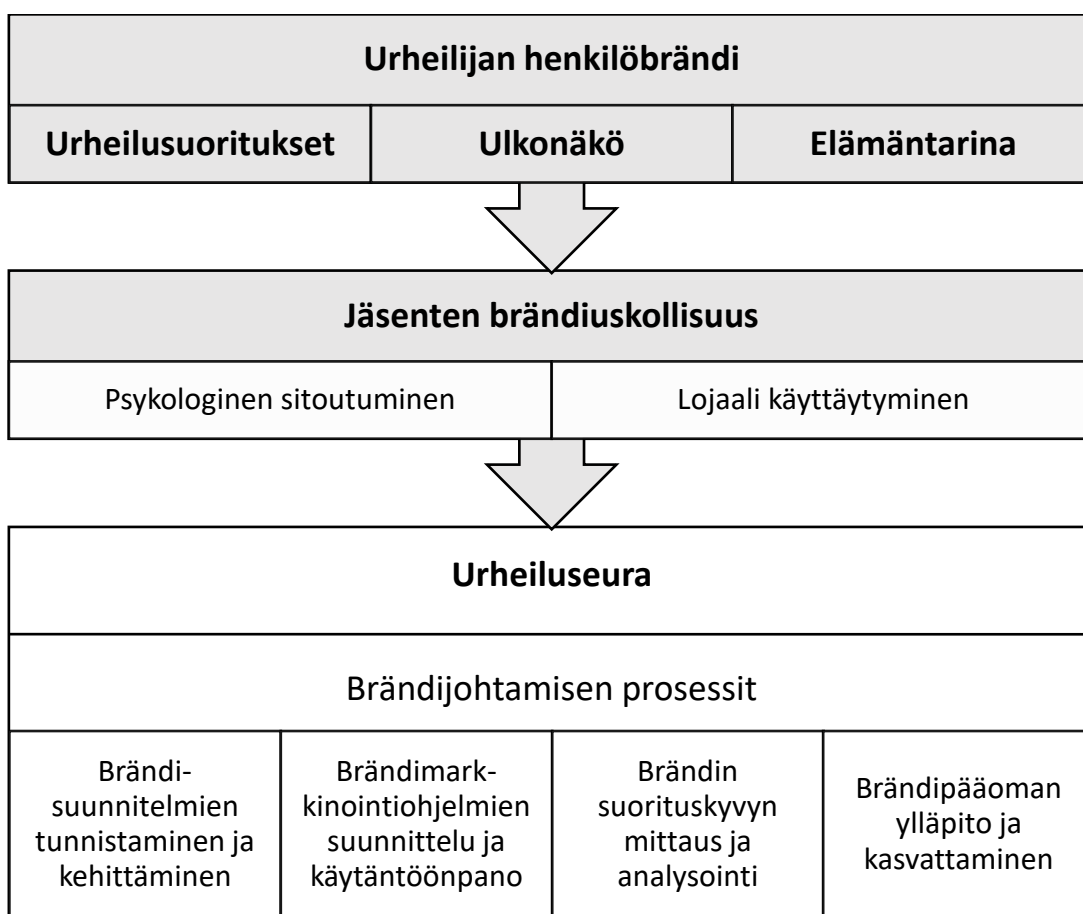 Urheilijan henkilöbrändi
Urheilusuoritukset
Ulkonäkö
Elämäntarina
Jäsenten brändiuskollisuus
Psykologinen sitoutuminen
Lojaali käyttäytyminen
Urheiluseura
Brändijohtamisen prosessit
Brändi-
suunnitelmien
tunnistaminen ja
kehittäminen
Brändimark-
kinointiohjelmien
suunnittelu ja
käytäntöönpano
Brändin
suorituskyvyn
mittaus ja
analysointi
Brändipääoman
ylläpito ja
kasvattaminen